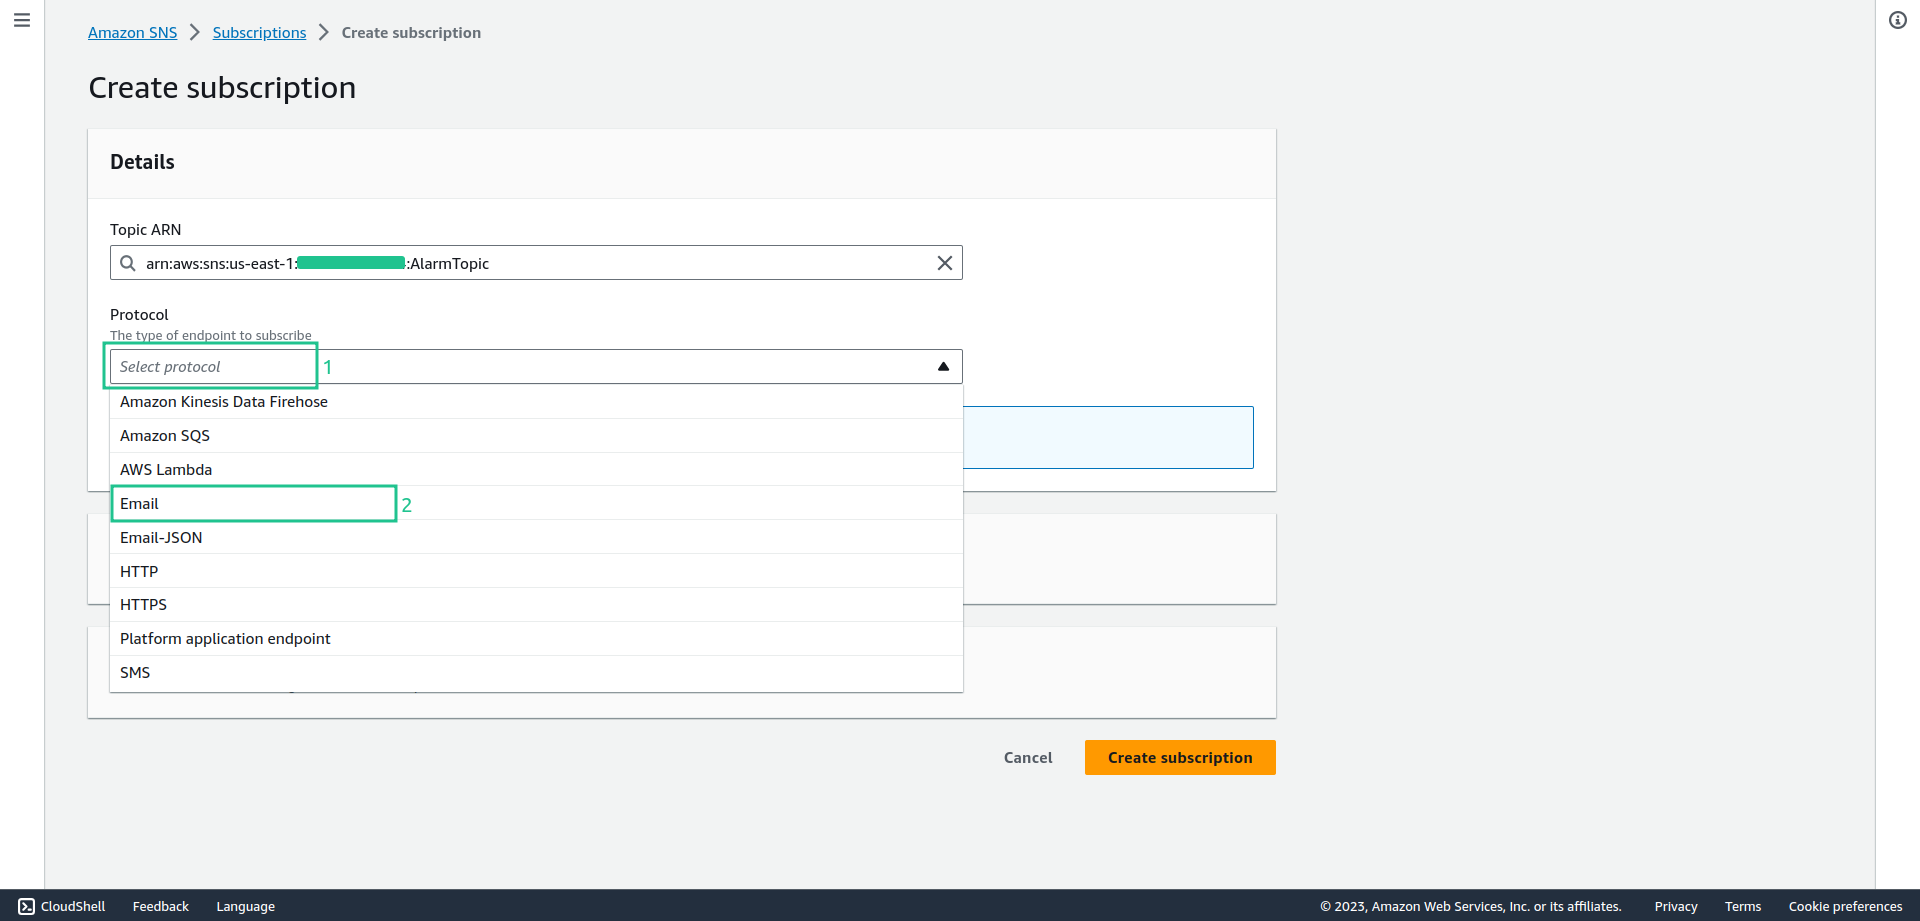 Amazon SNS > Subscriptions > Create subscription
Create subscription
Details
Topic ARN
arn:aws:sns:us-east-1: :AlarmTopic
Protocol
The type of endpoint to subscribe
Select protocol 1
Amazon Kinesis Data Firehose
Amazon SQS
AWS Lambda
Email 2
Email-JSON
HTTP
HTTPS
Platform application endpoint
SMS
Cancel Create subscription
CloudShell Feedback Language © 2023, Amazon Web Services, Inc. or its affiliates. Privacy Terms Cookie preferences